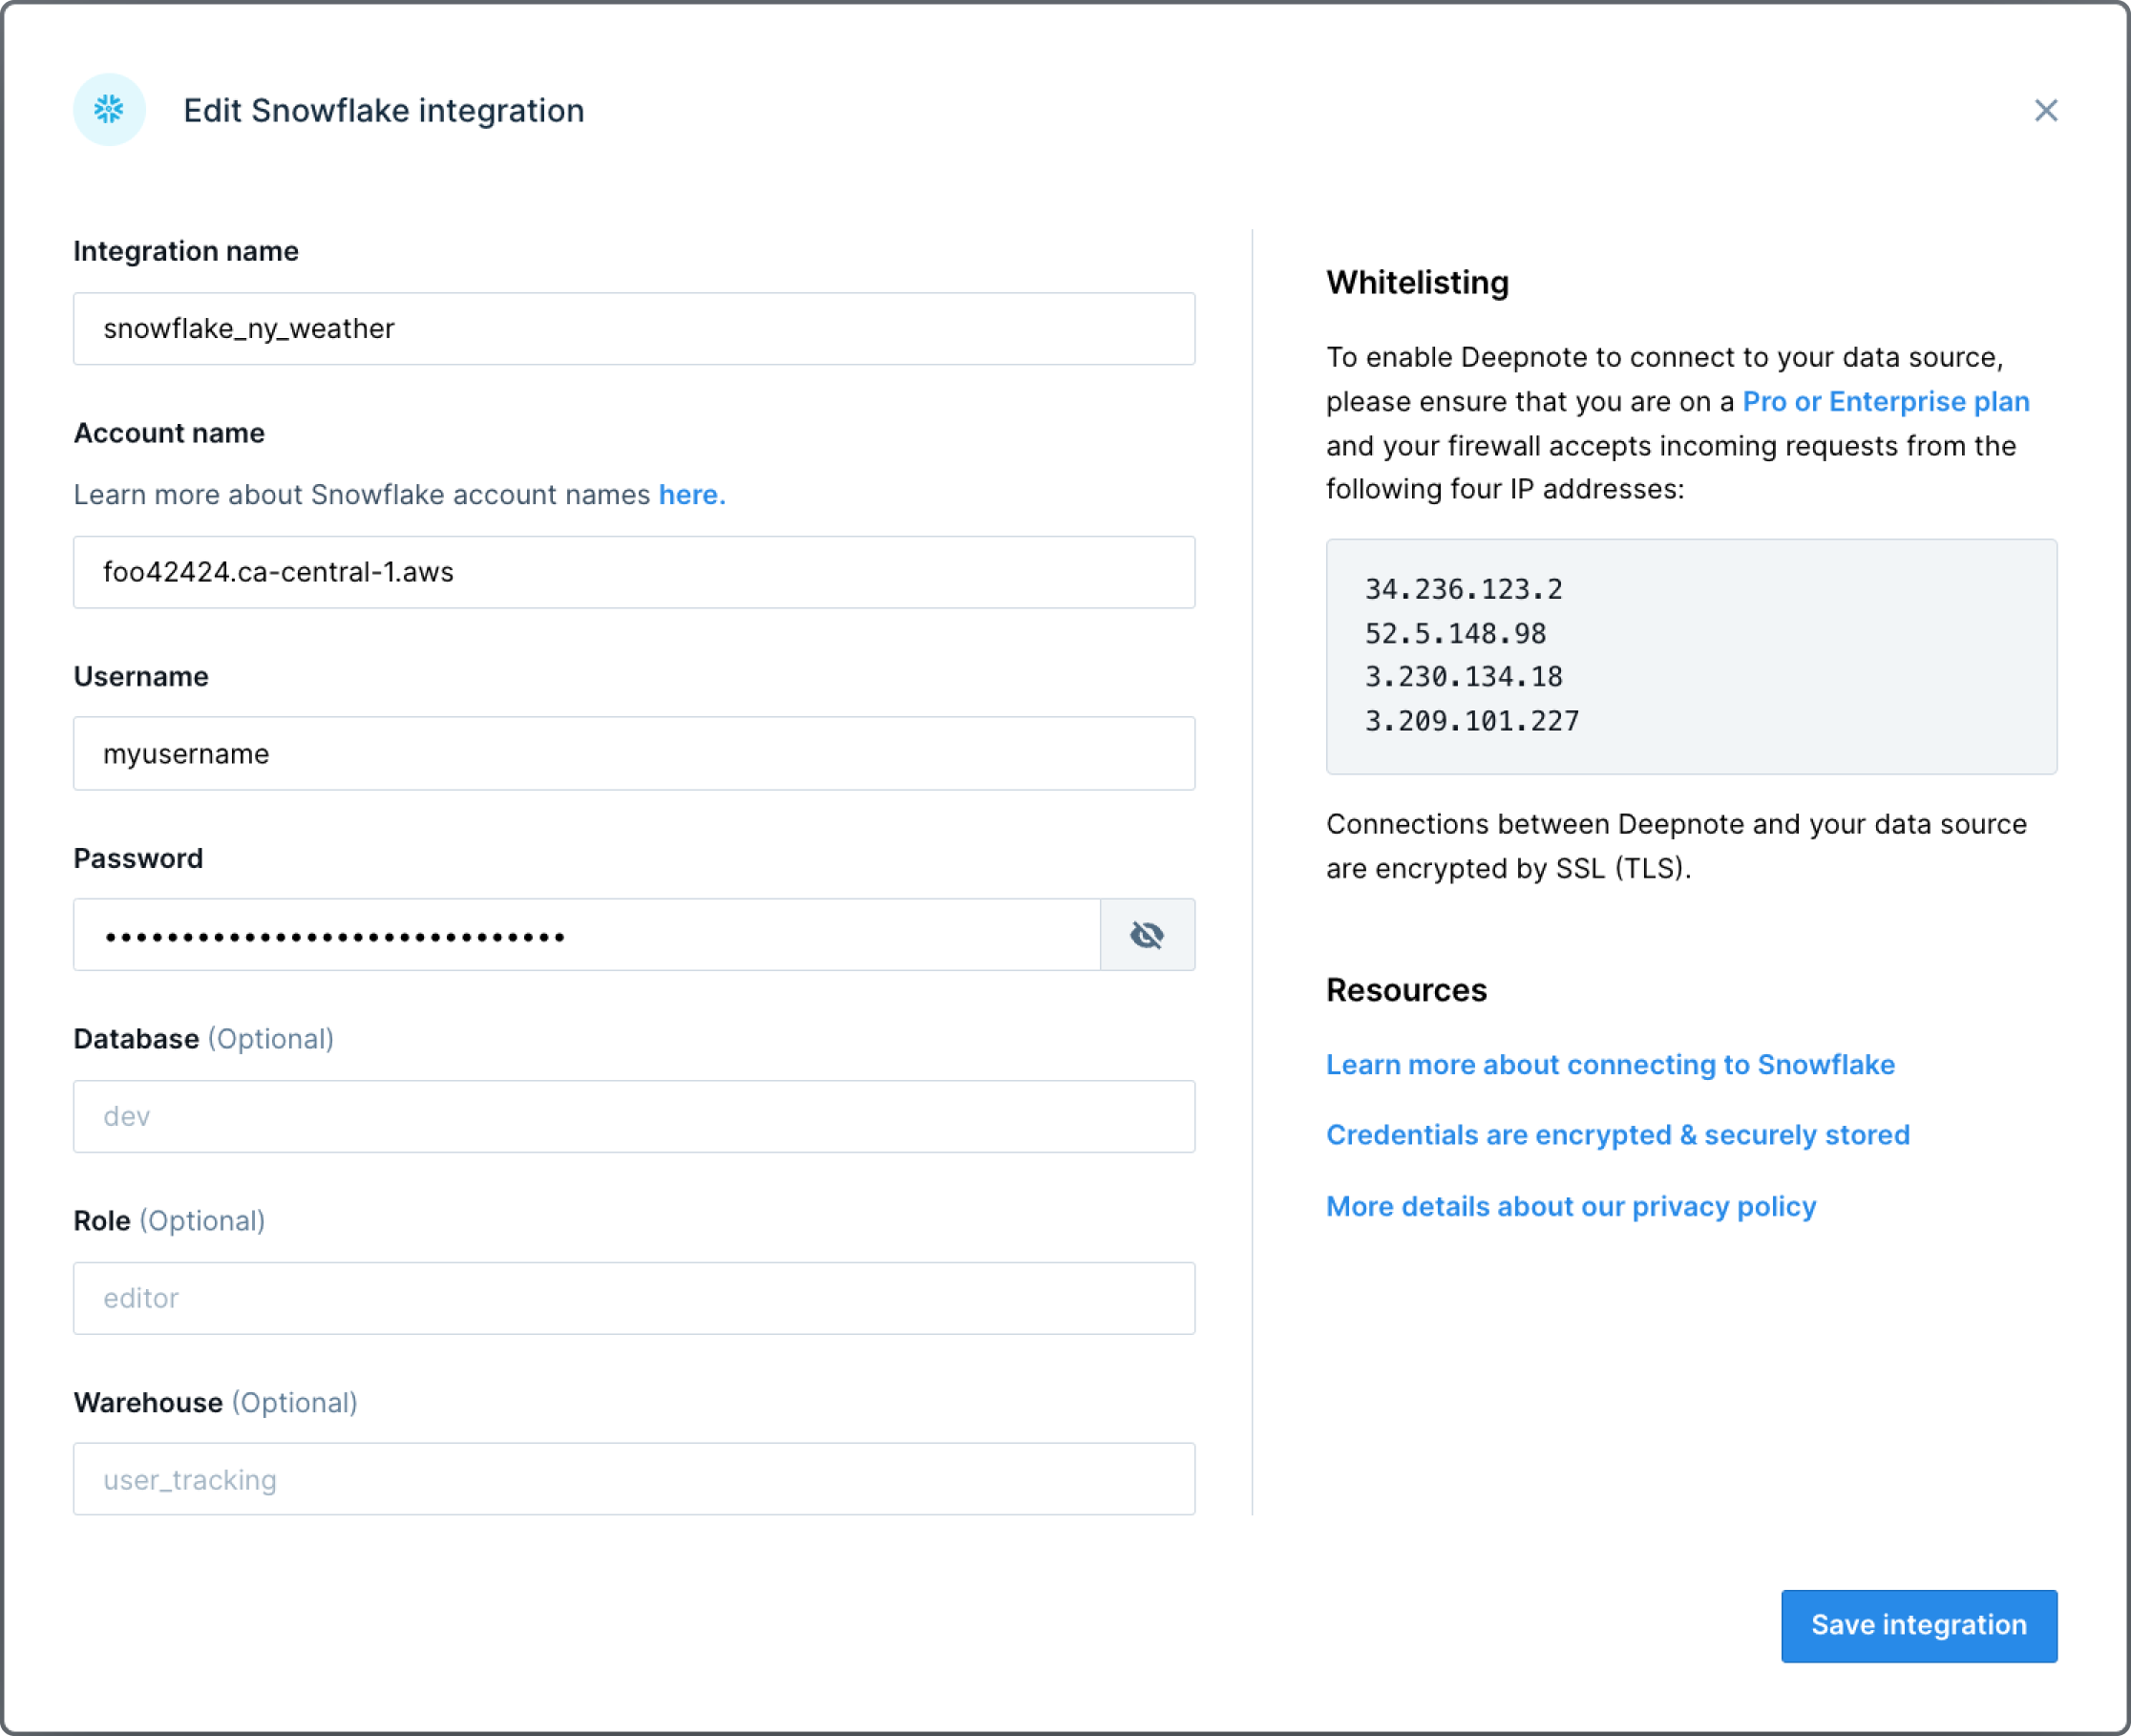 Edit Snowflake integration
Integration name
snowflake_ny_weather
Account name
Learn more about Snowflake account names here.
foo42424.ca-central-1.aws
Username
myusername
Password
••••••••••••••••••••••••••••••
Database (Optional)
dev
Role (Optional)
editor
Warehouse (Optional)
user_tracking
Whitelisting
To enable Deepnote to connect to your data source,
please ensure that you are on a Pro or Enterprise plan
and your firewall accepts incoming requests from the
following four IP addresses:
34.236.123.2
52.5.148.98
3.230.134.18
3.209.101.227
Connections between Deepnote and your data source
are encrypted by SSL (TLS).
Resources
Learn more about connecting to Snowflake
Credentials are encrypted & securely stored
More details about our privacy policy
Save integration